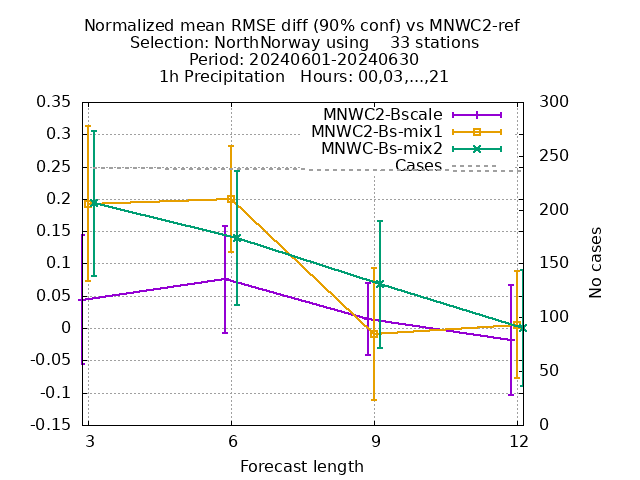 Normalized mean RMSE diff (90% conf) vs MNWC2-ref
Selection: NorthNorway using    33 stations
Period: 20240601-20240630
1h Precipitation   Hours: 00,03,...,21
MNWC2-Bscale
MNWC2-Bs-mix1
MNWC-Bs-mix2
Cases
0.35
0.3
0.25
0.2
0.15
0.1
0.05
0
-0.05
-0.1
-0.15
300
250
200
150
100
50
0
No cases
3 6 9 12
Forecast length